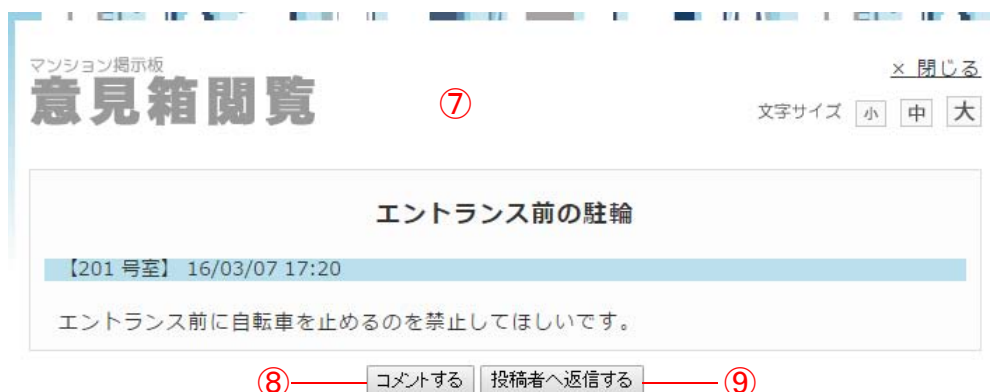 マンション掲示板
意見箱閲覧
⑦
× 閉じる
文字サイズ 小 中 大
エントランス前の駐輪
【201 号室】 16/03/07 17:20
エントランス前に自転車を止めるのを禁止してほしいです。
⑧ コメントする 投稿者へ返信する ⑨